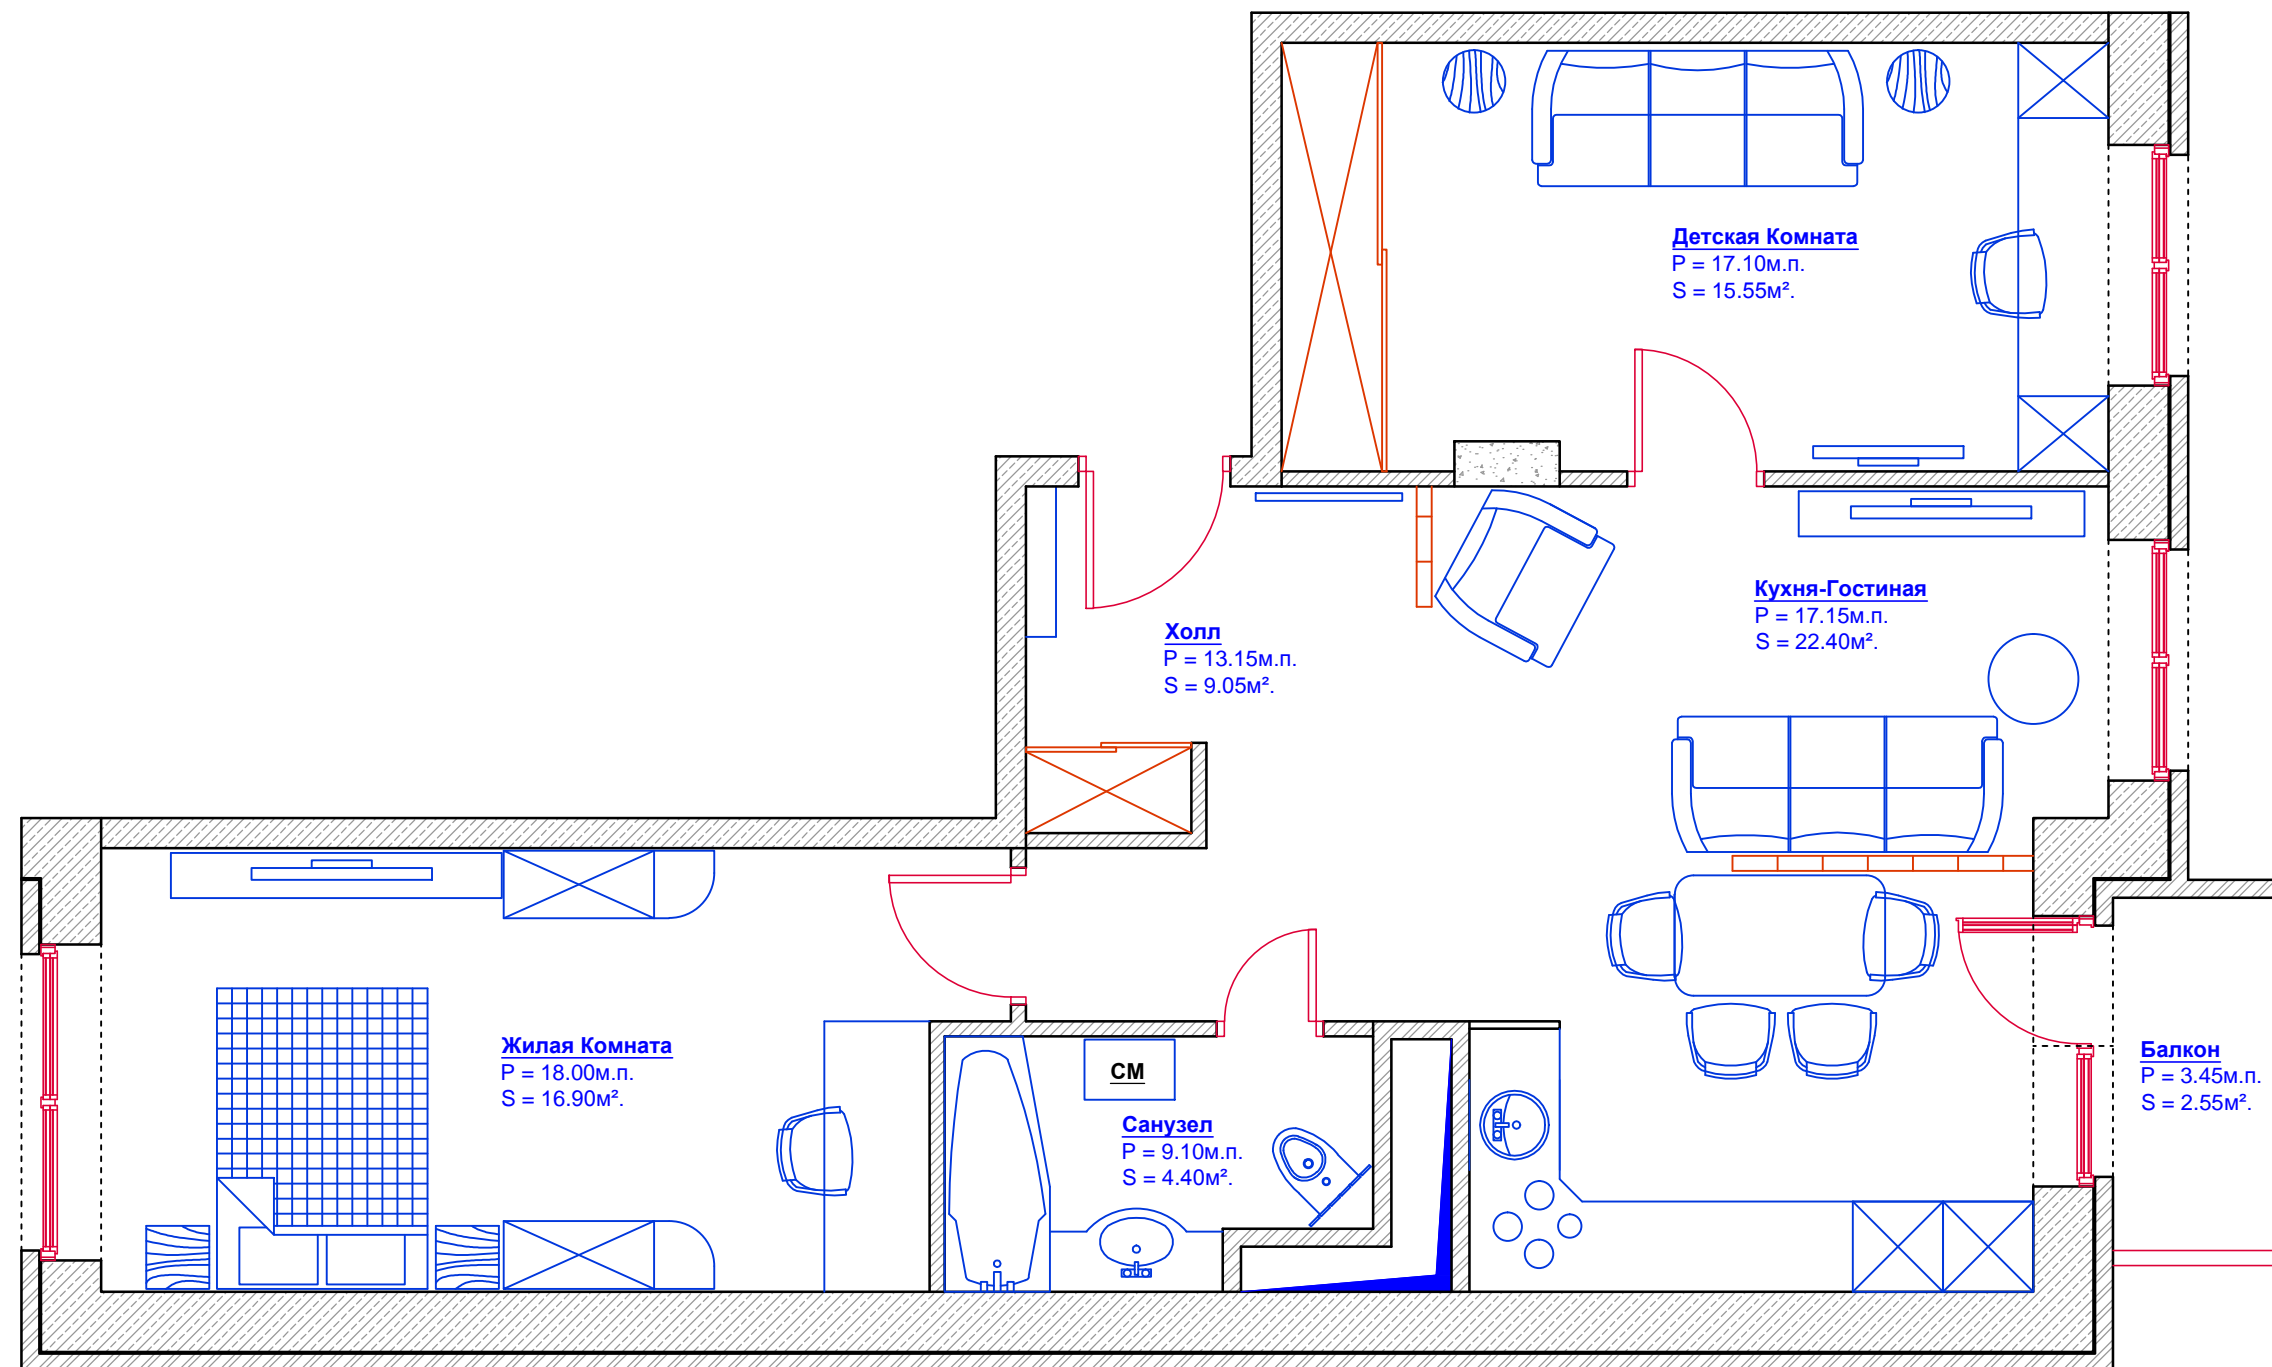 Детская Комната
P = 17.10м.п.
S = 15.55м².
Кухня-Гостиная
P = 17.15м.п.
S = 22.40м².
Холл
P = 13.15м.п.
S = 9.05м².
Жилая Комната
P = 18.00м.п.
S = 16.90м².
СМ
Санузел
P = 9.10м.п.
S = 4.40м².
Балкон
P = 3.45м.п.
S = 2.55м².